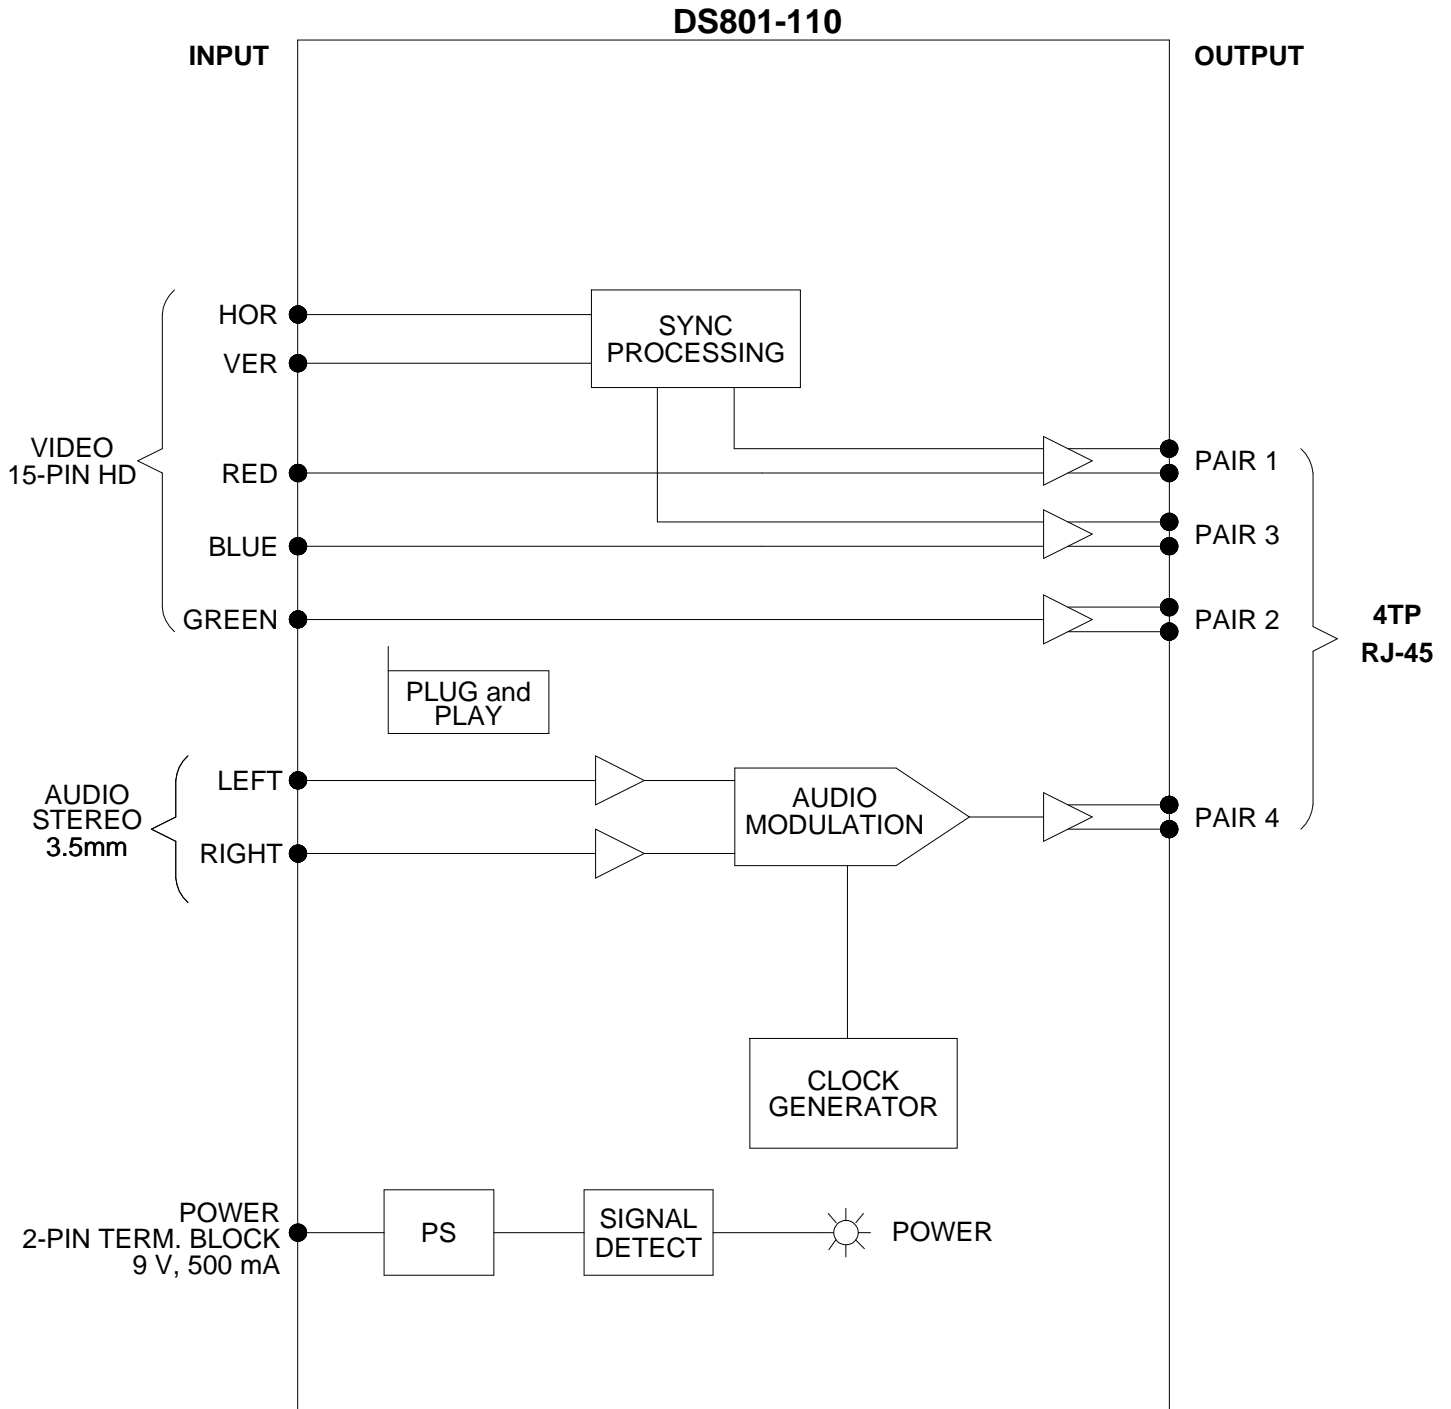 DS801-110
INPUT
OUTPUT
HOR
SYNC
PROCESSING
VER
VIDEO
15-PIN HD
RED
PAIR 1
BLUE
PAIR 3
GREEN
PAIR 2
4TP
RJ-45
PLUG and
PLAY
LEFT
AUDIO
STEREO
3.5mm
RIGHT
AUDIO
MODULATION
PAIR 4
CLOCK
GENERATOR
POWER
2-PIN TERM. BLOCK
9 V, 500 mA
PS
SIGNAL
DETECT
POWER